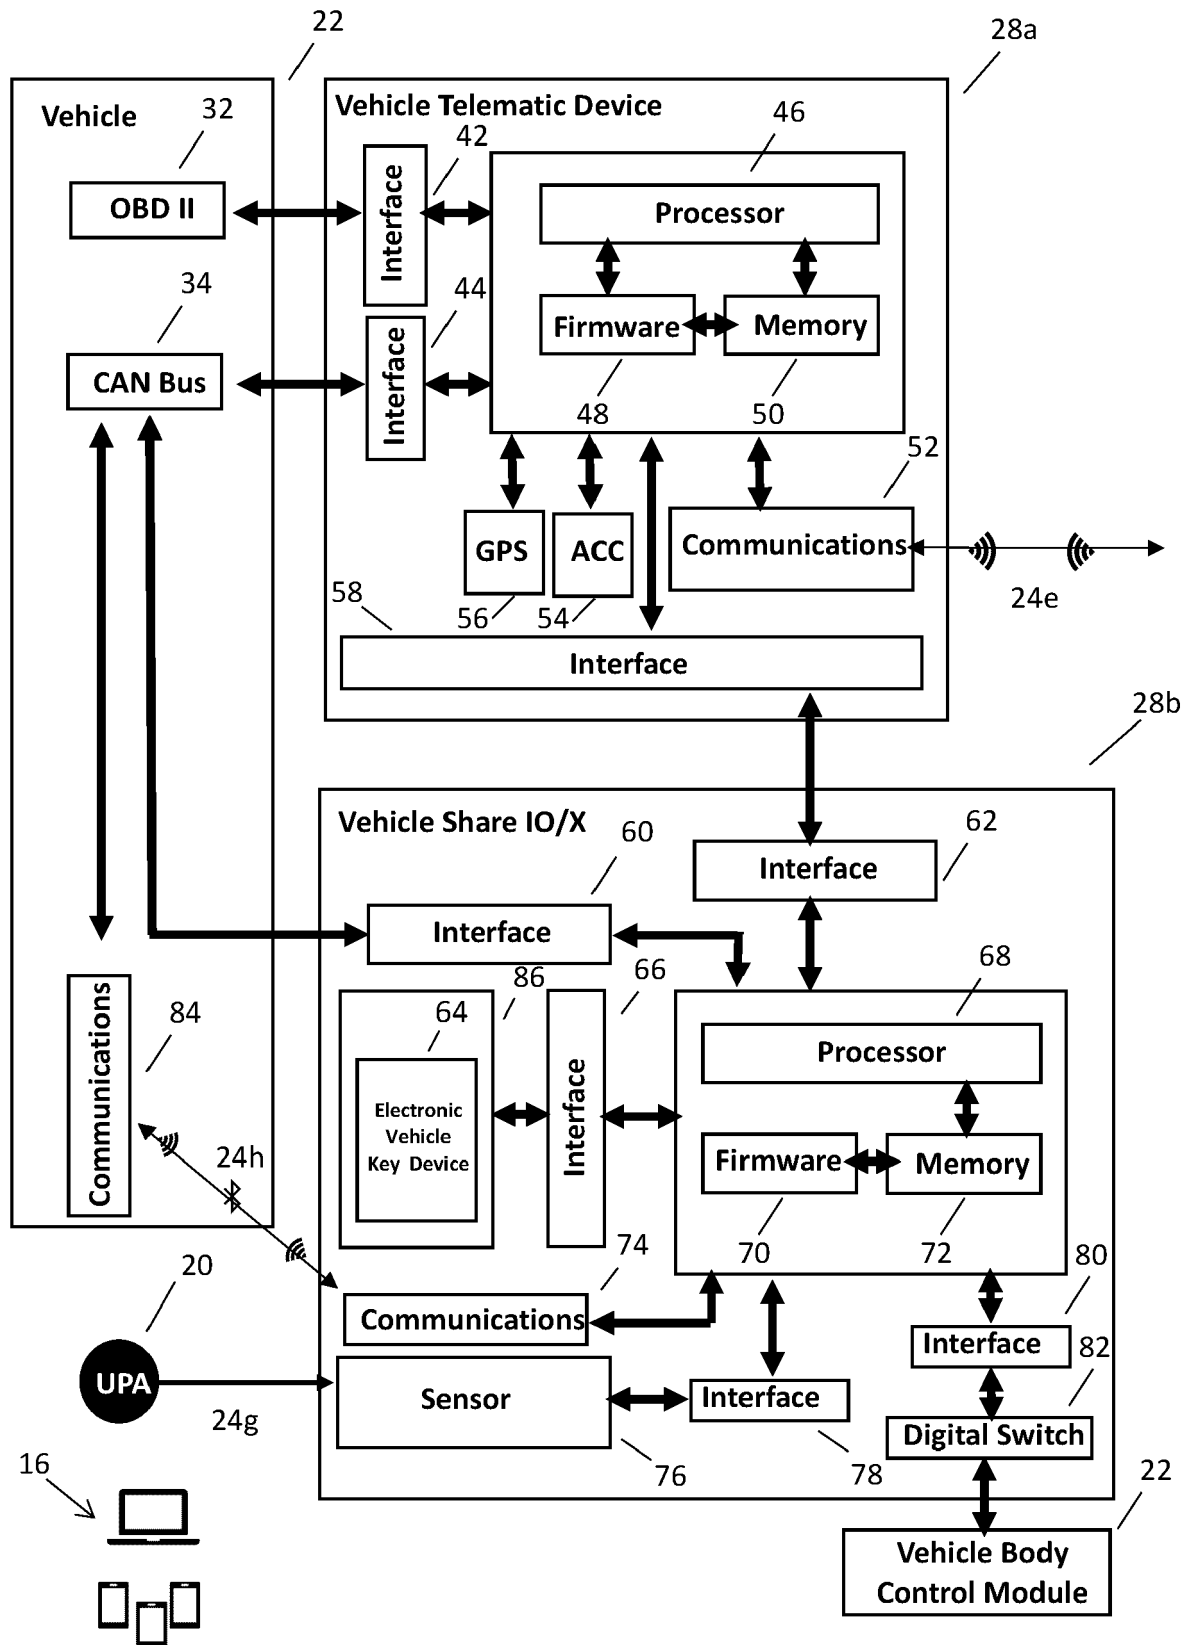 22
28a
Vehicle
Vehicle Telematic Device
32
42
46
OBD II
Interface
Processor
34
44
Firmware
Memory
CAN Bus
Interface
48
50
52
GPS
ACC
Communications
58
56
54
24e
Interface
28b
Vehicle Share IO/X
60
62
Interface
Interface
86
66
68
64
84
Communications
Processor
Electronic
Vehicle
Key Device
Interface
24h
Firmware
Memory
74
70
72
80
20
Communications
Interface
82
UPA
Sensor
Interface
24g
Digital Switch
16
76
78
22
Vehicle Body
Control Module